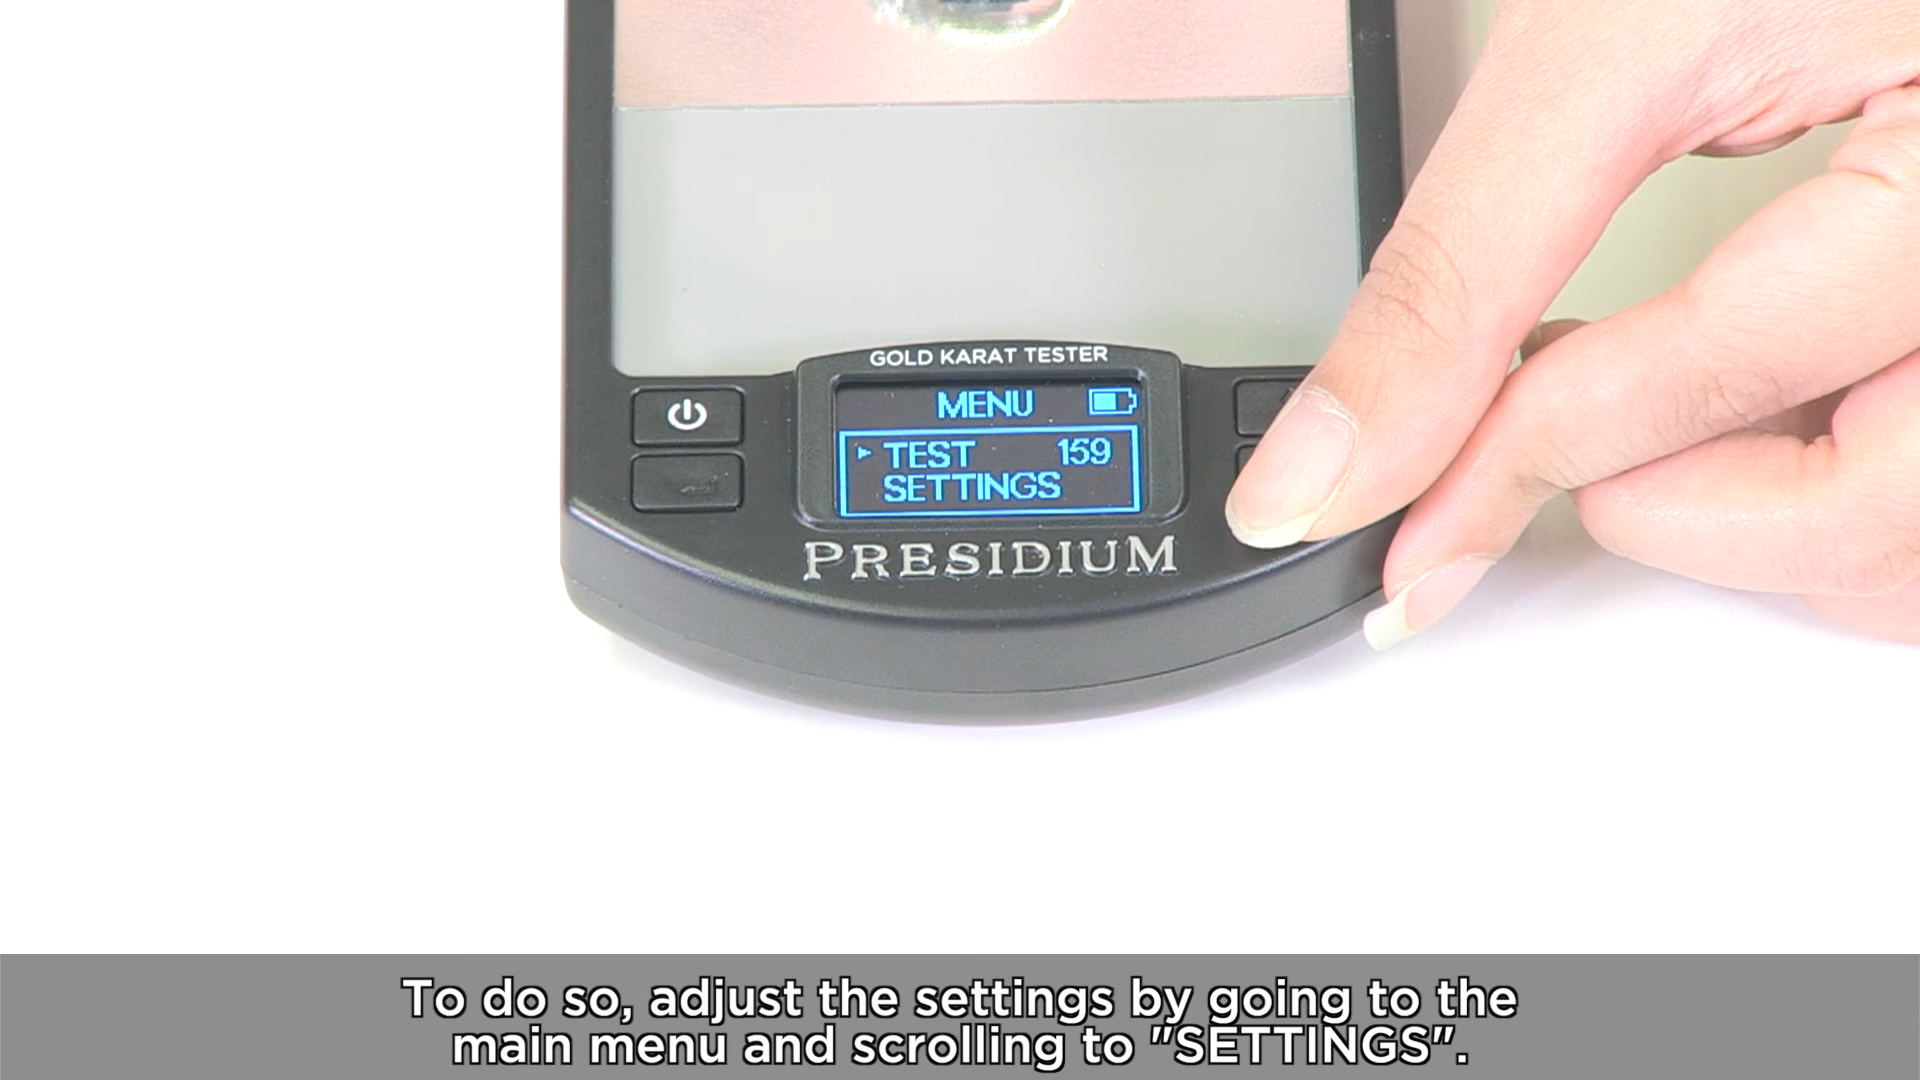 GOLD KARAT TESTER
MENU
TEST 159
SETTINGS
PRESIDIUM
To do so, adjust the settings by going to the
main menu and scrolling to "SETTINGS".